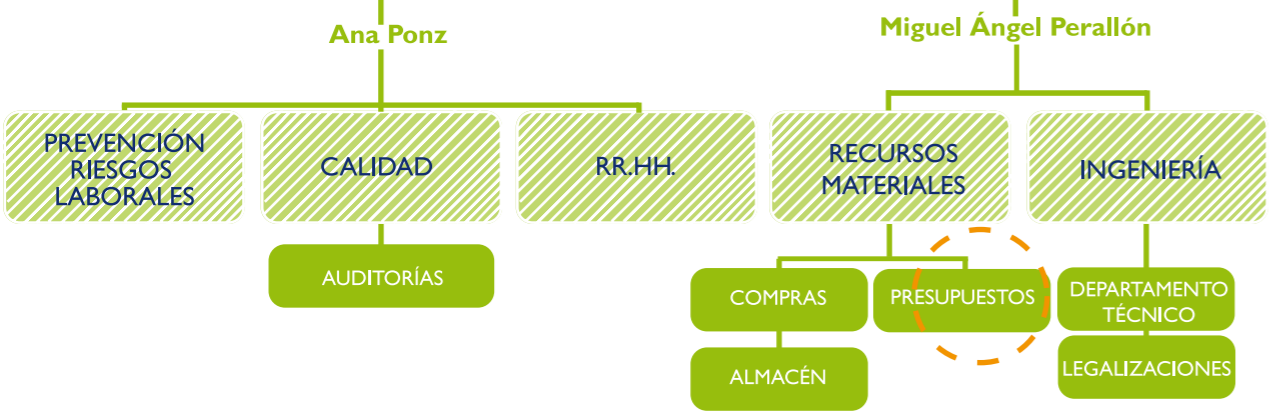 Ana Ponz
Miguel Ángel Perallón
PREVENCIÓN
RIESGOS
LABORALES
CALIDAD
RR.HH.
RECURSOS
MATERIALES
INGENIERÍA
AUDITORÍAS
COMPRAS
PRESUPUESTOS
DEPARTAMENTO
TÉCNICO
ALMACÉN
LEGALIZACIONES